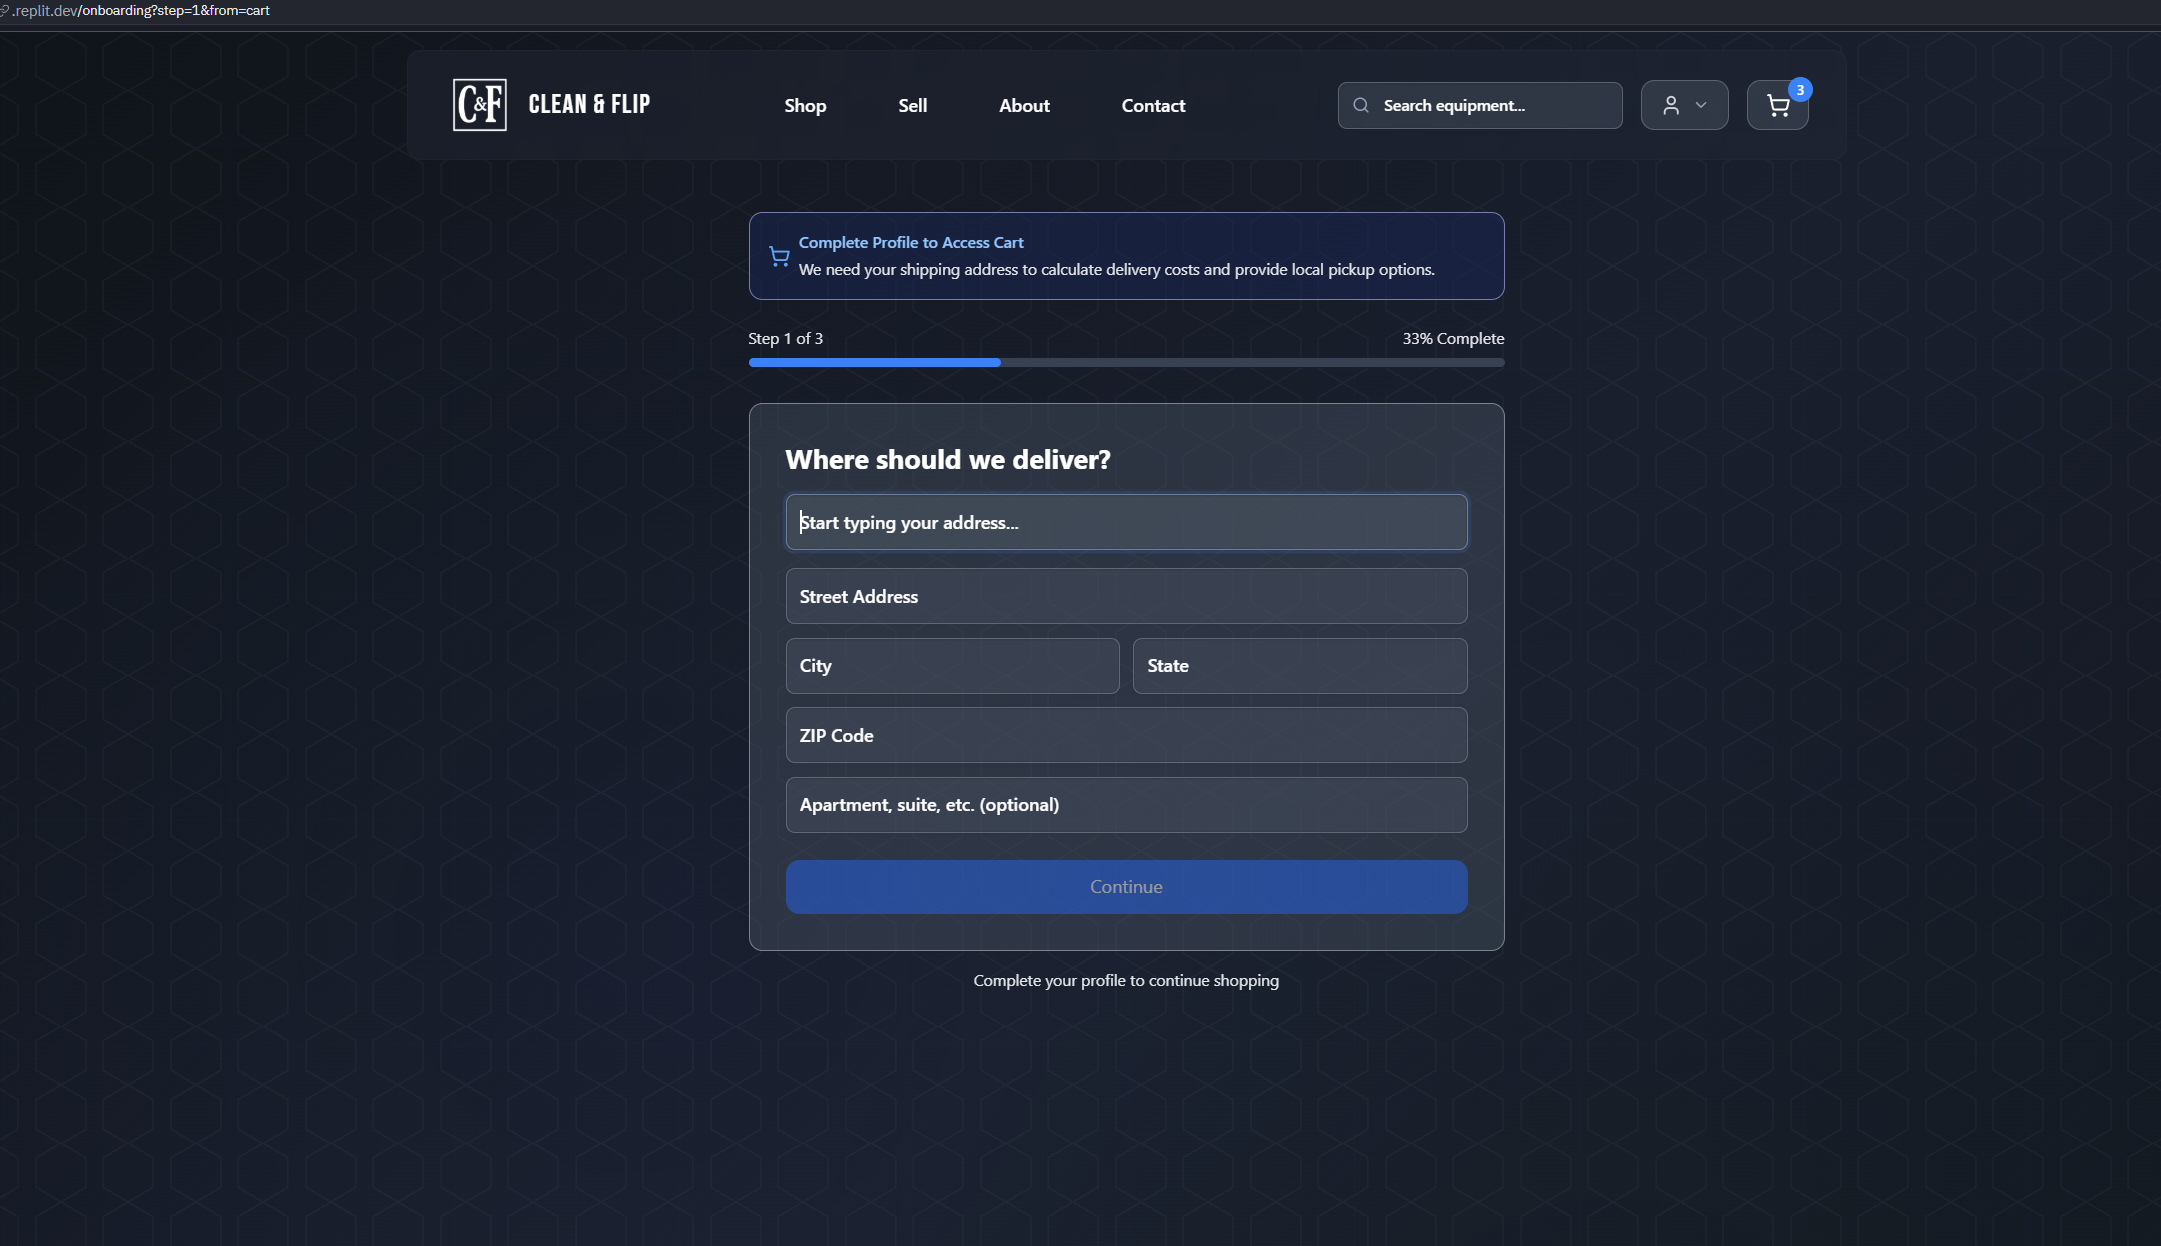 .replit.dev/onboarding?step=1&from=cart
C&F
CLEAN & FLIP
Shop
Sell
About
Contact
Search equipment...
3
Complete Profile to Access Cart
We need your shipping address to calculate delivery costs and provide local pickup options.
Step 1 of 3
33% Complete
Where should we deliver?
Start typing your address...
Street Address
City
State
ZIP Code
Apartment, suite, etc. (optional)
Continue
Complete your profile to continue shopping